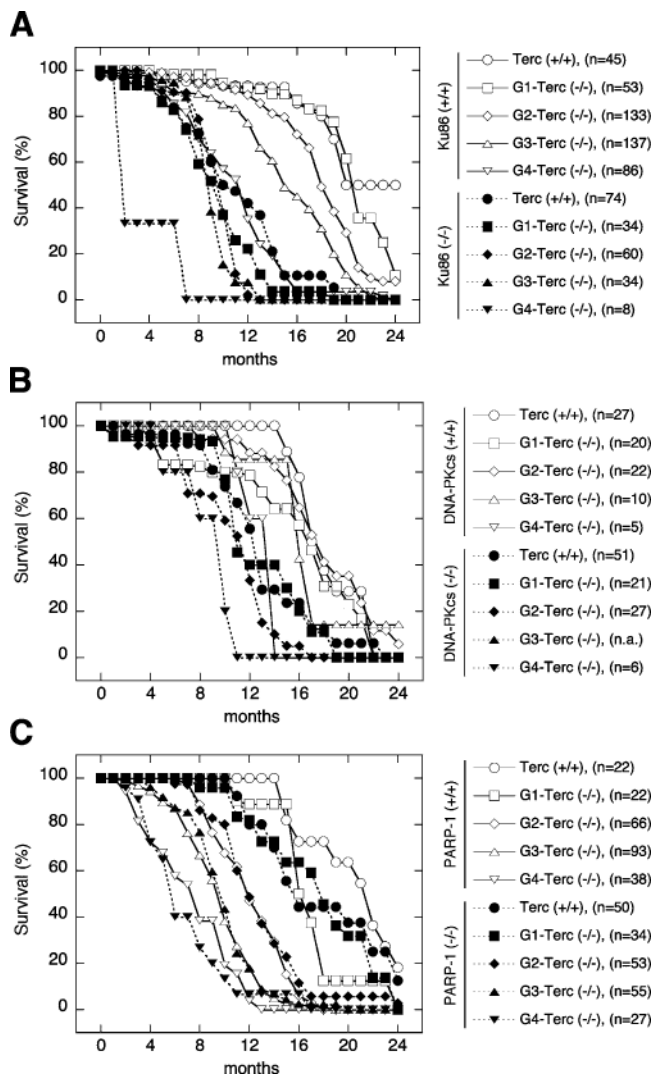 A
Survival (%)
100
80
60
40
20
0
0 4 8 12 16 20 24
months
Ku86 (+/+)
Terc (+/+), (n=45)
G1-Terc (-/-), (n=53)
G2-Terc (-/-), (n=133)
G3-Terc (-/-), (n=137)
G4-Terc (-/-), (n=86)
Ku86 (-/-)
Terc (+/+), (n=74)
G1-Terc (-/-), (n=34)
G2-Terc (-/-), (n=60)
G3-Terc (-/-), (n=34)
G4-Terc (-/-), (n=8)
B
Survival (%)
100
80
60
40
20
0
0 4 8 12 16 20 24
months
DNA-PKcs (+/+)
Terc (+/+), (n=27)
G1-Terc (-/-), (n=20)
G2-Terc (-/-), (n=22)
G3-Terc (-/-), (n=10)
G4-Terc (-/-), (n=5)
DNA-PKcs (-/-)
Terc (+/+), (n=51)
G1-Terc (-/-), (n=21)
G2-Terc (-/-), (n=27)
G3-Terc (-/-), (n.a.)
G4-Terc (-/-), (n=6)
C
Survival (%)
100
80
60
40
20
0
0 4 8 12 16 20 24
months
PARP-1 (+/+)
Terc (+/+), (n=22)
G1-Terc (-/-), (n=22)
G2-Terc (-/-), (n=66)
G3-Terc (-/-), (n=93)
G4-Terc (-/-), (n=38)
PARP-1 (-/-)
Terc (+/+), (n=50)
G1-Terc (-/-), (n=34)
G2-Terc (-/-), (n=53)
G3-Terc (-/-), (n=55)
G4-Terc (-/-), (n=27)